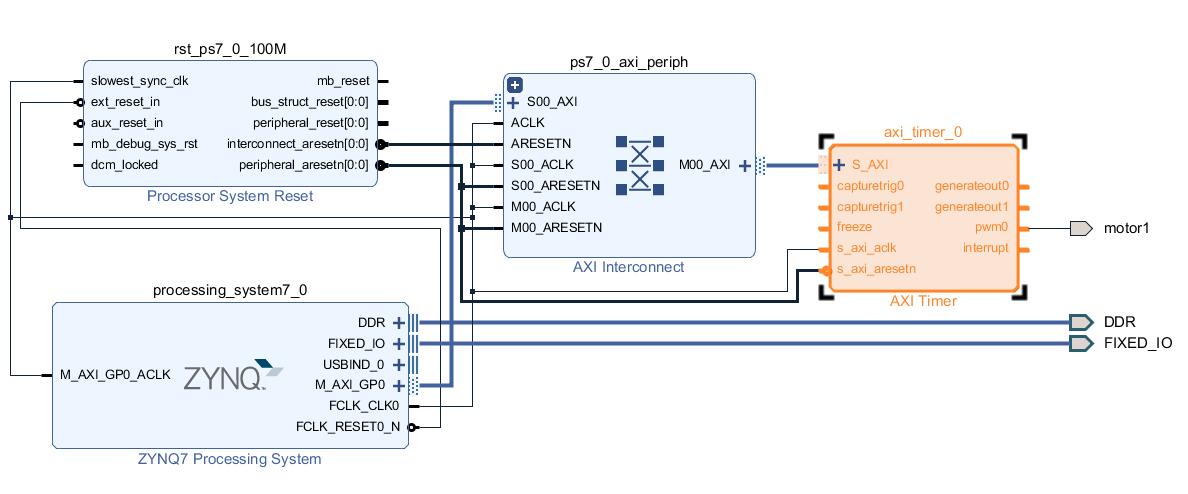 rst_ps7_0_100M
slowest_sync_clk
ext_reset_in
aux_reset_in
mb_debug_sys_rst
dcm_locked
mb_reset
bus_struct_reset[0:0]
peripheral_reset[0:0]
interconnect_aresetn[0:0]
peripheral_aresetn[0:0]
Processor System Reset
ps7_0_axi_periph
S00_AXI
ACLK
ARESETN
S00_ACLK
S00_ARESETN
M00_ACLK
M00_ARESETN
M00_AXI
AXI Interconnect
axi_timer_0
S_AXI
capturetrig0
capturetrig1
freeze
s_axi_aclk
s_axi_aresetn
generateout0
generateout1
pwm0
interrupt
AXI Timer
motor1
DDR
FIXED_IO
processing_system7_0
M_AXI_GP0_ACLK
ZYNQ
DDR
FIXED_IO
USBIND_0
M_AXI_GP0
FCLK_CLK0
FCLK_RESET0_N
ZYNQ7 Processing System